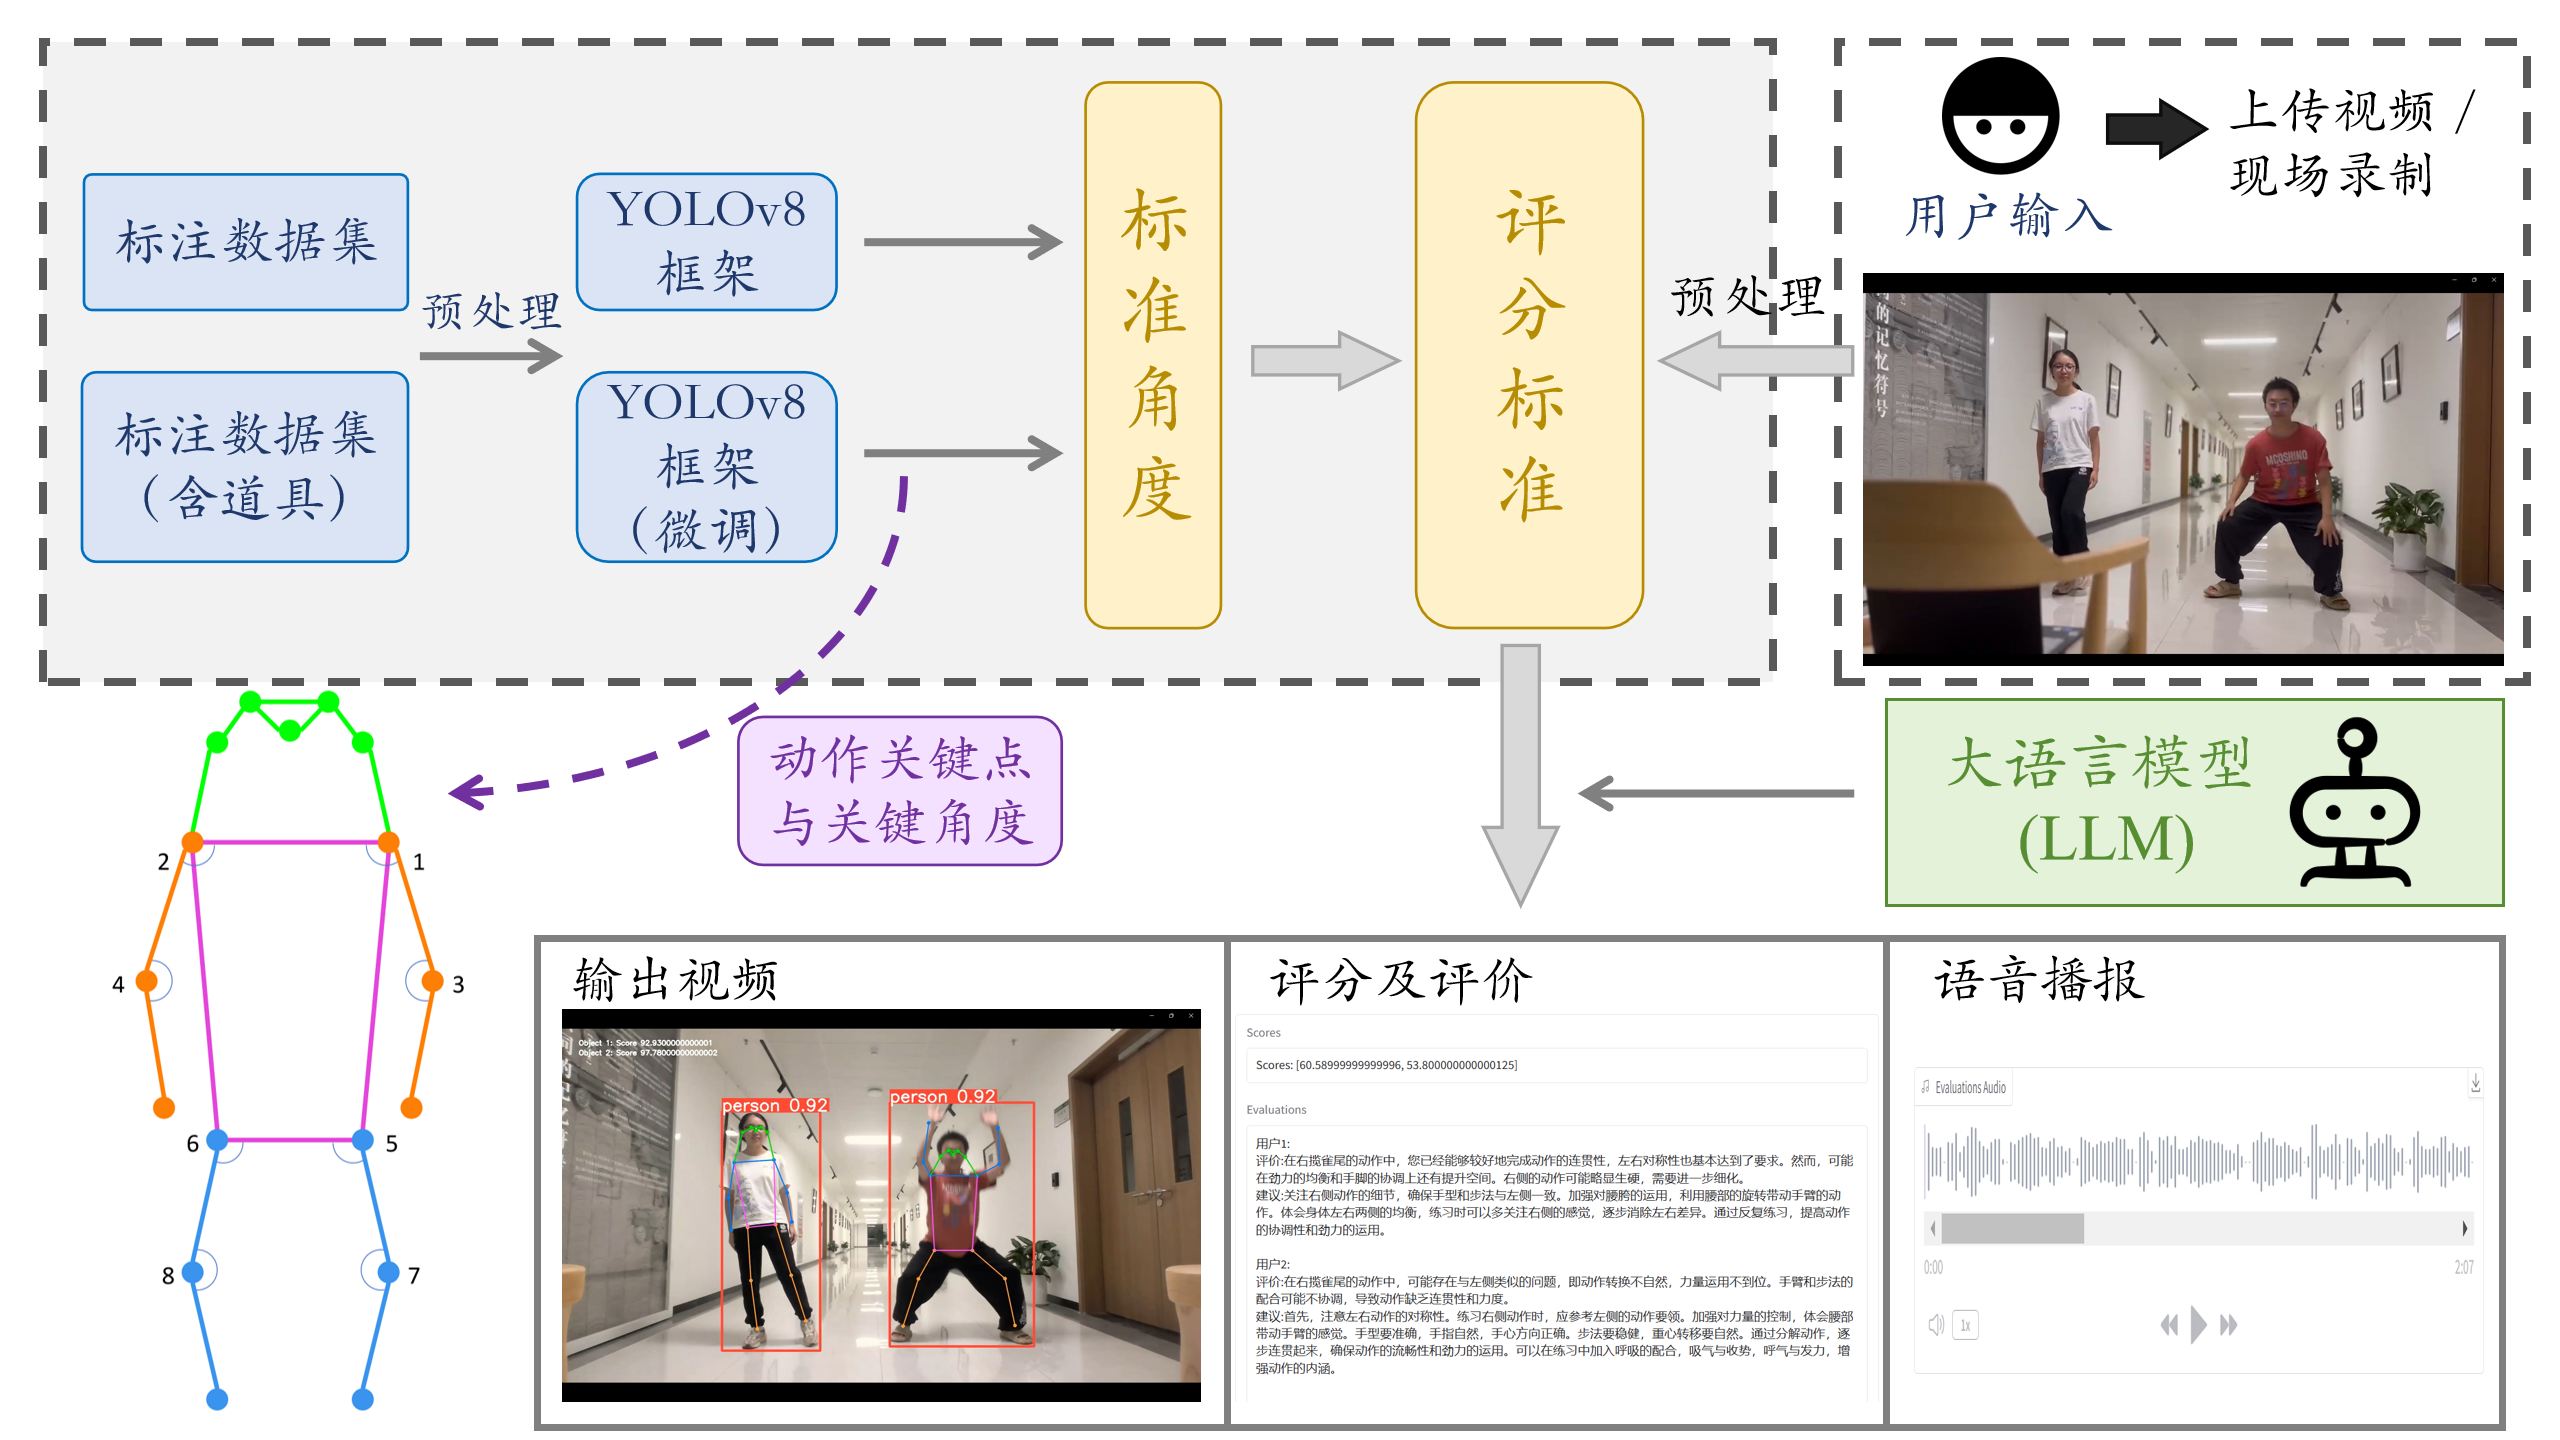 标注数据集
标注数据集
（含道具）
预处理
YOLOv8
框架
YOLOv8
框架
（微调）
标准角度
评分标准
预处理
用户输入
上传视频 /
现场录制
的记忆符号
MCOSHINO
动作关键点
与关键角度
大语言模型
(LLM)
2
1
4
3
6
5
8
7
输出视频
Object 1: Score 92.9300000000001
Object 2: Score 97.78000000000002
person 0.92
person 0.92
评分及评价
Scores
Scores: [60.58999999999996, 53.800000000000125]
Evaluations
用户1:
评价:在右揽雀尾的动作中，您已经能够较好地完成动作的连贯性，左右对称性也基本达到了要求。然而，可能
在劲力的均衡和手脚的协调上还有提升空间。右侧的动作可能略显生硬，需要进一步细化。
建议:关注右侧动作的细节，确保手型和步法与左侧一致。加强对腰胯的运用，利用腰部的旋转带动手臂的动
作。体会身体左右两侧的均衡，练习时可以多关注右侧的感觉，逐步消除左右差异。通过反复练习，提高动作
的协调性和劲力的运用。
用户2:
评价:在右揽雀尾的动作中，可能存在与左侧类似的问题，即动作转换不自然，力量运用不到位。手臂和步法的
配合可能不协调，导致动作缺乏连贯性和力度。
建议:首先，注意左右动作的对称性。练习右侧动作时，应参考左侧的动作要领。加强对力量的控制，体会腰部
带动手臂的感觉。手型要准确，手指自然，手心方向正确。步法要稳健，重心转移要自然。通过分解动作，逐
步连贯起来，确保动作的流畅性和劲力的运用。可以在练习中加入呼吸的配合，吸气与收势，呼气与发力，增
强动作的内涵。
语音播报
Evaluations Audio
0:00
2:07
1x